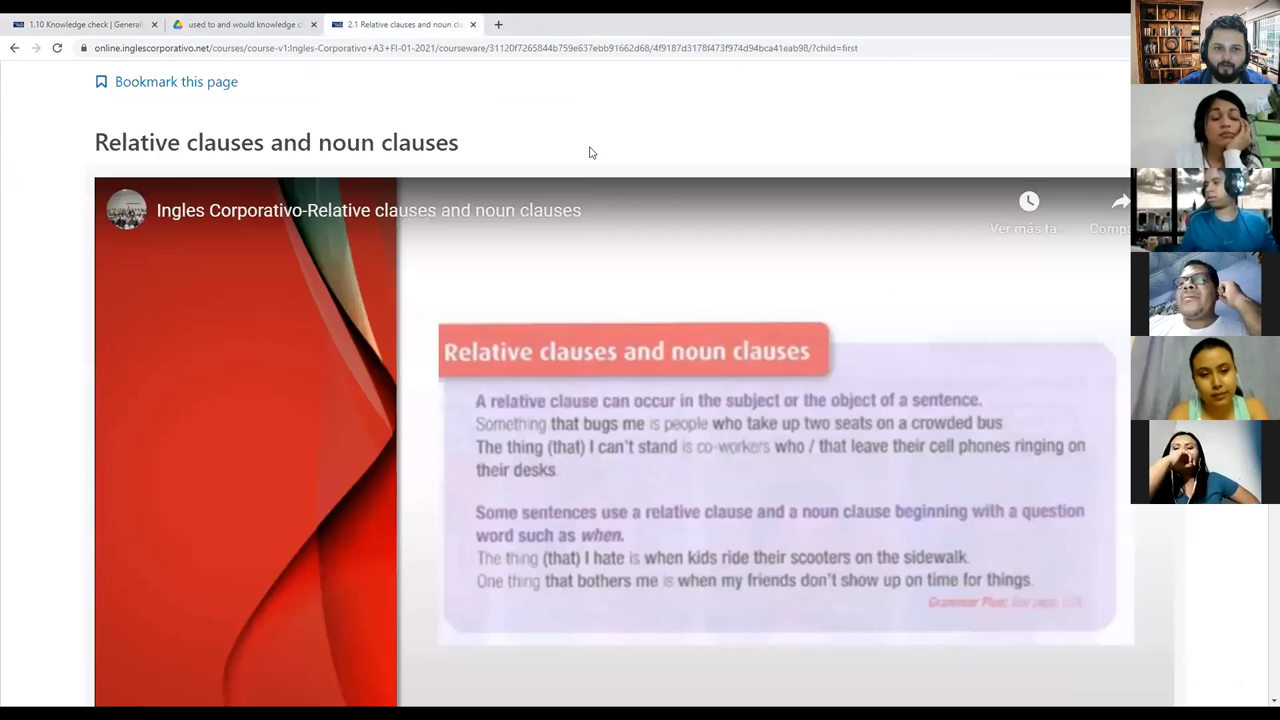 1.10 Knowledge check | General
used to and would knowledge c
2.1 Relative clauses and noun cla
online.inglescorporativo.net/courses/course-v1:Ingles-Corporativo+A3+FI-01-2021/courseware/31120f7265844b759e637ebb91662d68/4f9187d3178f473f974d94bca41eab98/?child=first
Bookmark this page
Relative clauses and noun clauses
Ingles Corporativo-Relative clauses and noun clauses
Ver más ta...
Comp
Relative clauses and noun clauses
A relative clause can occur in the subject or the object of a sentence.
Something that bugs me is people who take up two seats on a crowded bus.
The thing (that) I can't stand is co-workers who / that leave their cell phones ringing on
their desks.
Some sentences use a relative clause and a noun clause beginning with a question
word such as when.
The thing (that) I hate is when kids ride their scooters on the sidewalk.
One thing that bothers me is when my friends don't show up on time for things.
Grammar Plus: See page